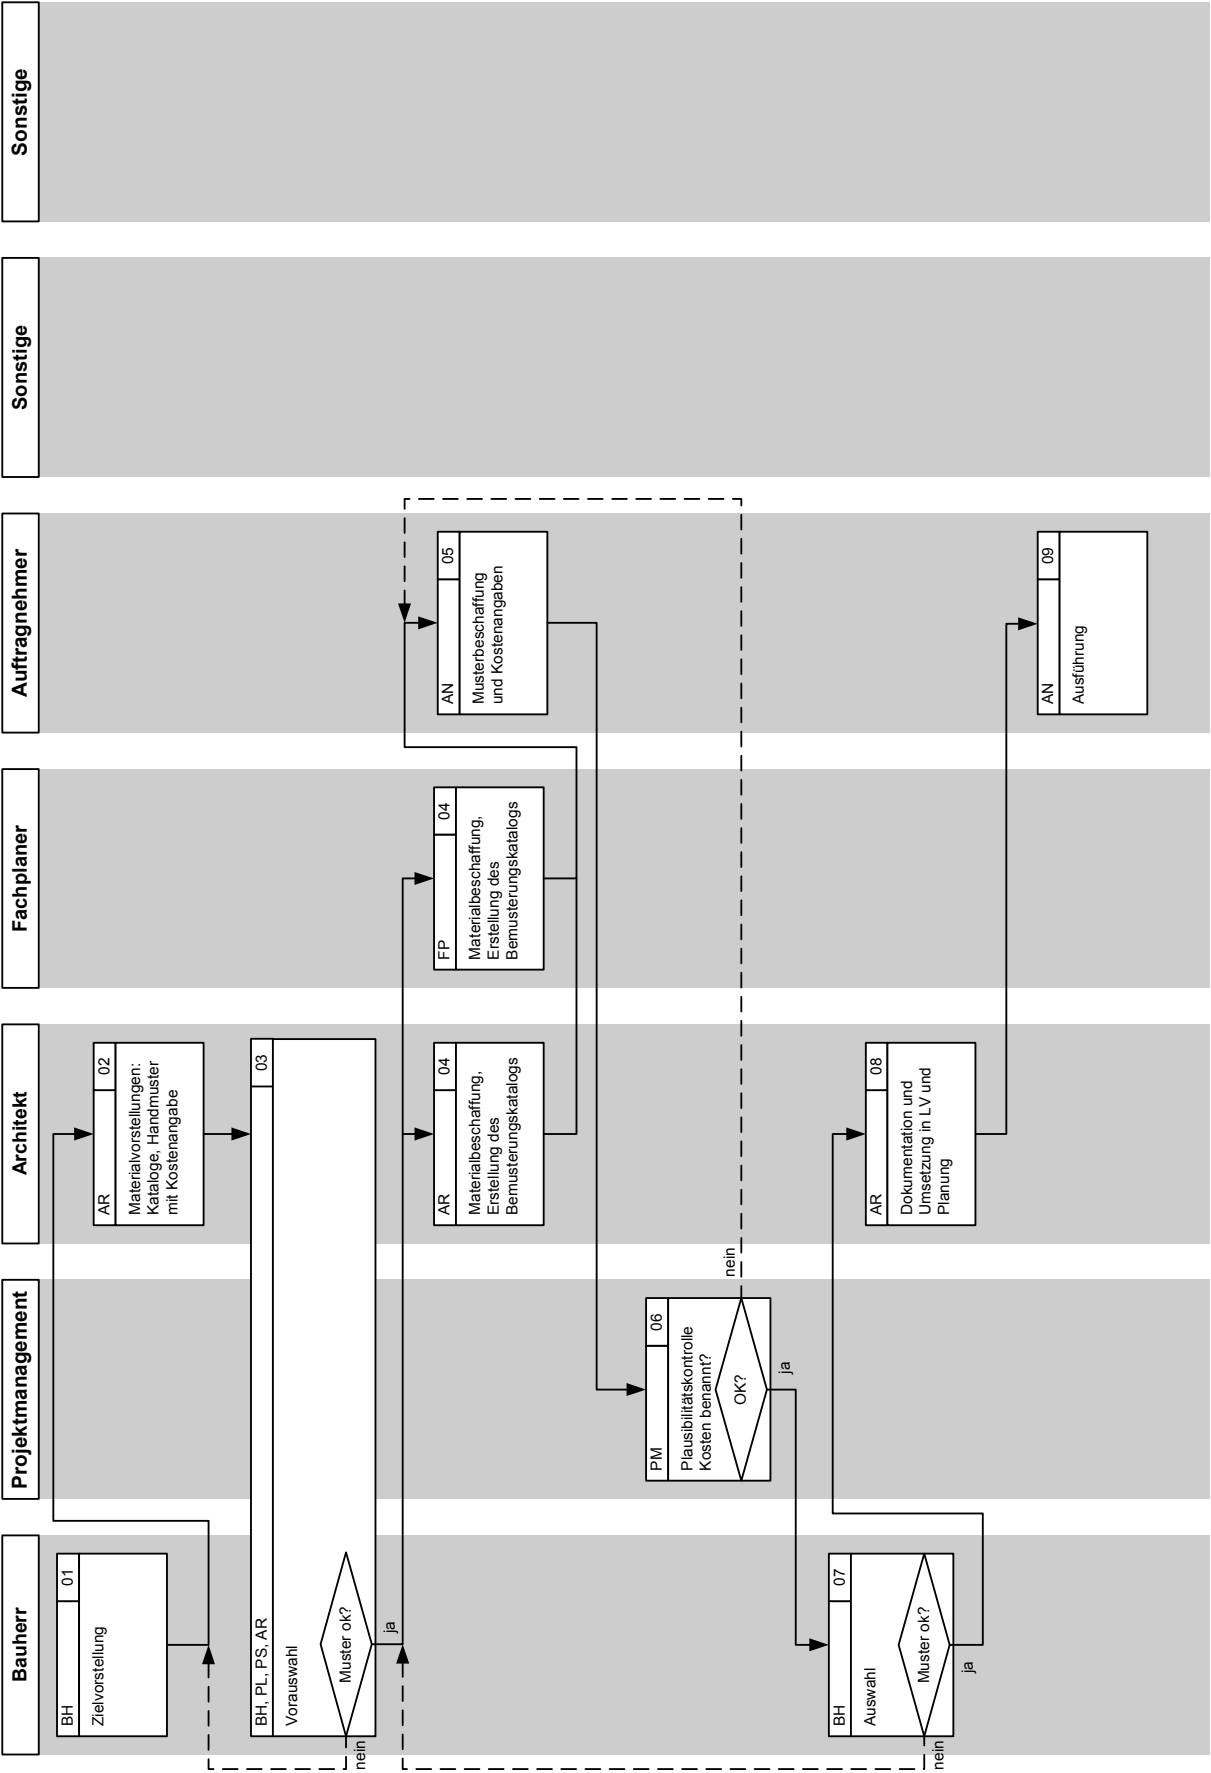 Bauherr
Projektmanagement
Architekt
Fachplaner
Auftragnehmer
Sonstige
Sonstige
BH
01
Zielvorstellung
AR
02
Materialvorstellungen:
Kataloge, Handmuster
mit Kostenangabe
BH, PL, PS, AR
03
Vorauswahl
Muster ok?
nein
ja
AR
04
Materialbeschaffung,
Erstellung des
Bemusterungskatalogs
FP
04
Materialbeschaffung,
Erstellung des
Bemusterungskatalogs
AN
05
Musterbeschaffung
und Kostenangaben
PM
06
Plausibilitätskontrolle
Kosten benannt?
OK?
nein
ja
BH
07
Auswahl
Muster ok?
nein
ja
AR
08
Dokumentation und
Umsetzung in LV und
Planung
AN
09
Ausführung